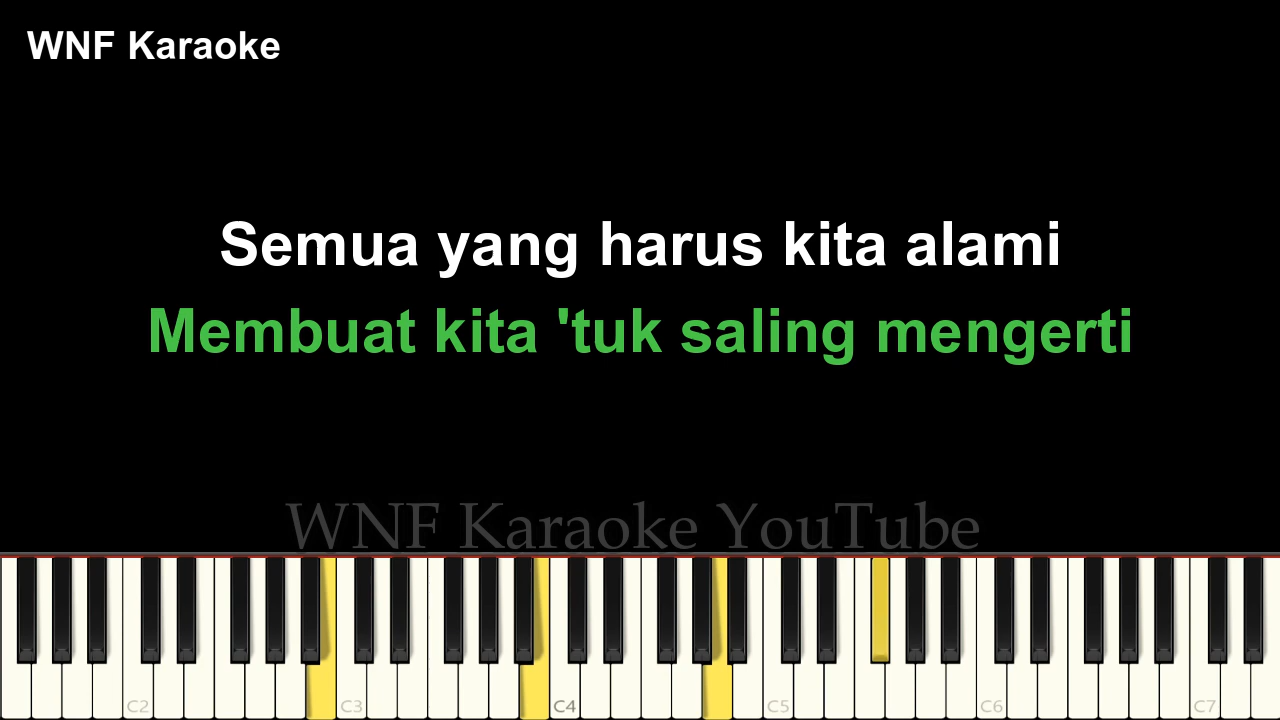 WNF Karaoke
Semua yang harus kita alami
Membuat kita 'tuk saling mengerti
WNF Karaoke YouTube
C2 C3 C4 C5 C6 C7